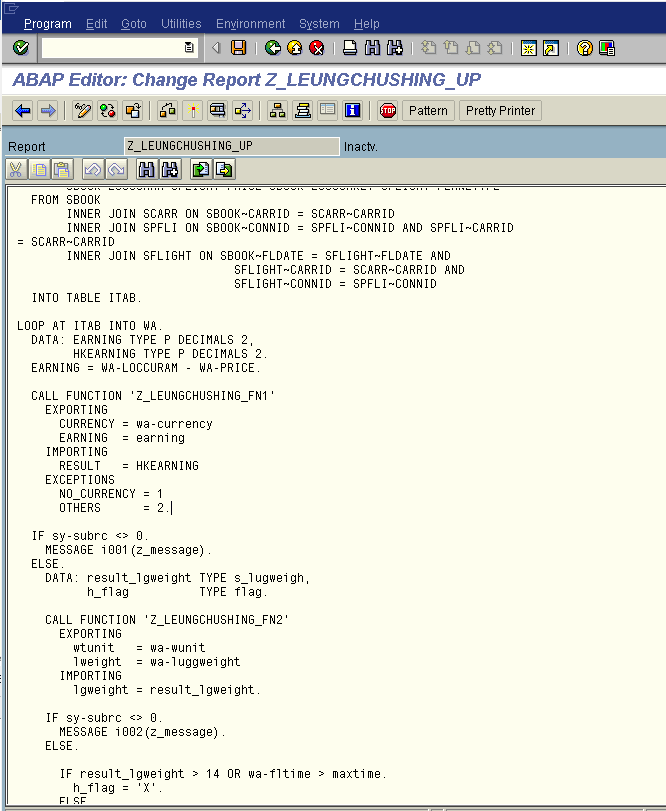 Program Edit Goto Utilities Environment System Help
ABAP Editor: Change Report Z_LEUNGCHUSHING_UP
STOP Pattern Pretty Printer
Report Z_LEUNGCHUSHING_UP Inactv.
FROM SBOOK
INNER JOIN SCARR ON SBOOK~CARRID = SCARR~CARRID
INNER JOIN SPFLI ON SBOOK~CONNID = SPFLI~CONNID AND SPFLI~CARRID
= SCARR~CARRID
INNER JOIN SFLIGHT ON SBOOK~FLDATE = SFLIGHT~FLDATE AND
SFLIGHT~CARRID = SCARR~CARRID AND
SFLIGHT~CONNID = SPFLI~CONNID
INTO TABLE ITAB.
LOOP AT ITAB INTO WA.
DATA: EARNING TYPE P DECIMALS 2,
HKEARNING TYPE P DECIMALS 2.
EARNING = WA-LOCCURAM - WA-PRICE.
CALL FUNCTION 'Z_LEUNGCHUSHING_FN1'
EXPORTING
CURRENCY = wa-currency
EARNING = earning
IMPORTING
RESULT = HKEARNING
EXCEPTIONS
NO_CURRENCY = 1
OTHERS = 2.
IF sy-subrc <> 0.
MESSAGE i001(z_message).
ELSE.
DATA: result_lgweight TYPE s_lugweigh,
h_flag TYPE flag.
CALL FUNCTION 'Z_LEUNGCHUSHING_FN2'
EXPORTING
wtunit = wa-wunit
lweight = wa-luggweight
IMPORTING
lgweight = result_lgweight.
IF sy-subrc <> 0.
MESSAGE i002(z_message).
ELSE.
IF result_lgweight > 14 OR wa-fltime > maxtime.
h_flag = 'X'.
ELSE